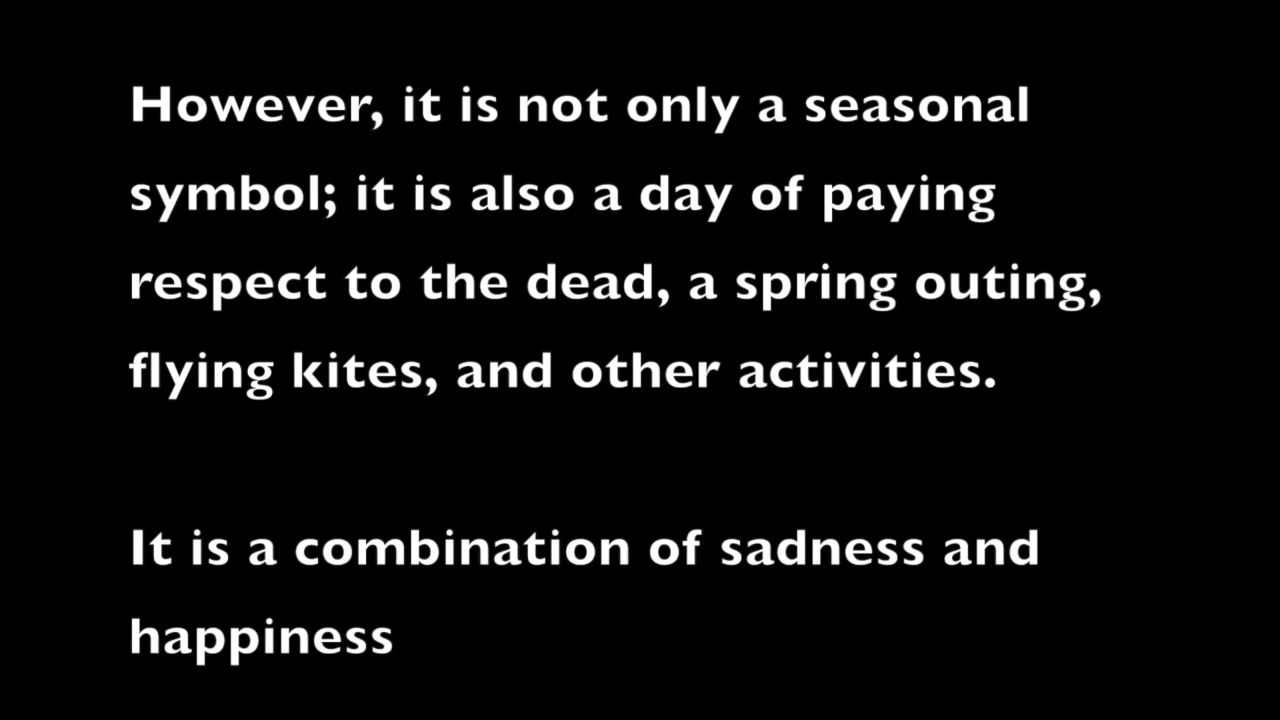 However, it is not only a seasonal
symbol; it is also a day of paying
respect to the dead, a spring outing,
flying kites, and other activities.
It is a combination of sadness and
happiness